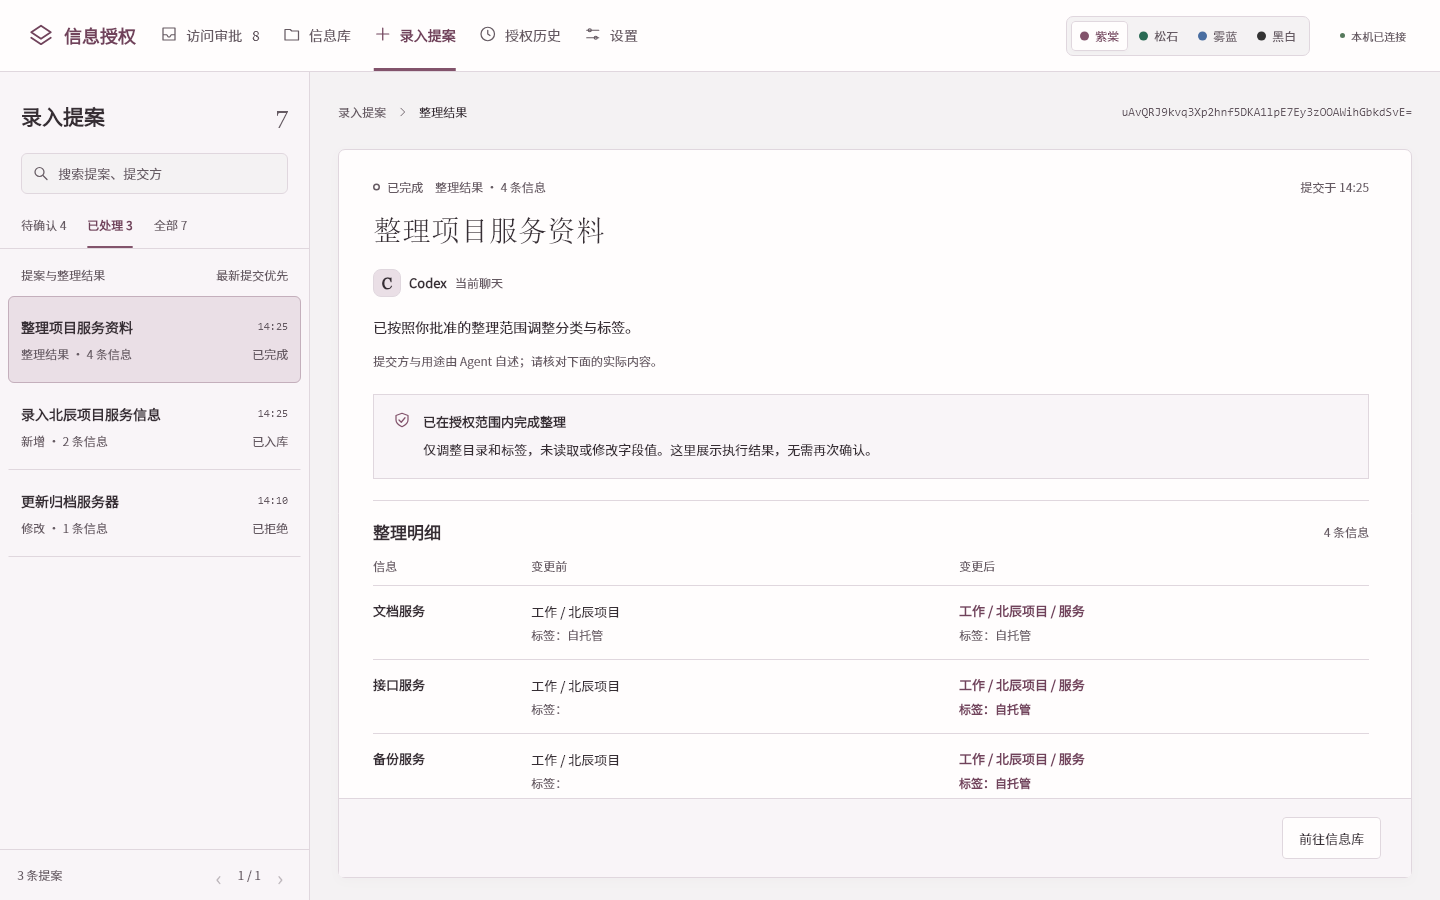 信息授权
访问审批 8
信息库
录入提案
授权历史
设置
紫棠
松石
雾蓝
黑白
本机已连接
录入提案 7
搜索提案、提交方
待确认 4
已处理 3
全部 7
提案与整理结果 最新提交优先
整理项目服务资料 14:25
整理结果 · 4 条信息 已完成
录入北辰项目服务信息 14:25
新增 · 2 条信息 已入库
更新归档服务器 14:10
修改 · 1 条信息 已拒绝
3 条提案 ‹ 1 / 1 ›
录入提案 > 整理结果
uAvQRJ9kvq3Xp2hnf5DKA1lpE7Ey3zOOAWihGbkdSvE=
已完成 整理结果 · 4 条信息 提交于 14:25
整理项目服务资料
C Codex 当前聊天
已按照你批准的整理范围调整分类与标签。
提交方与用途由 Agent 自述；请核对下面的实际内容。
已在授权范围内完成整理
仅调整目录和标签，未读取或修改字段值。这里展示执行结果，无需再次确认。
整理明细 4 条信息
信息 变更前 变更后
文档服务 工作 / 北辰项目 工作 / 北辰项目 / 服务
标签：自托管 标签：自托管
接口服务 工作 / 北辰项目 工作 / 北辰项目 / 服务
标签： 标签：自托管
备份服务 工作 / 北辰项目 工作 / 北辰项目 / 服务
标签： 标签：自托管
前往信息库